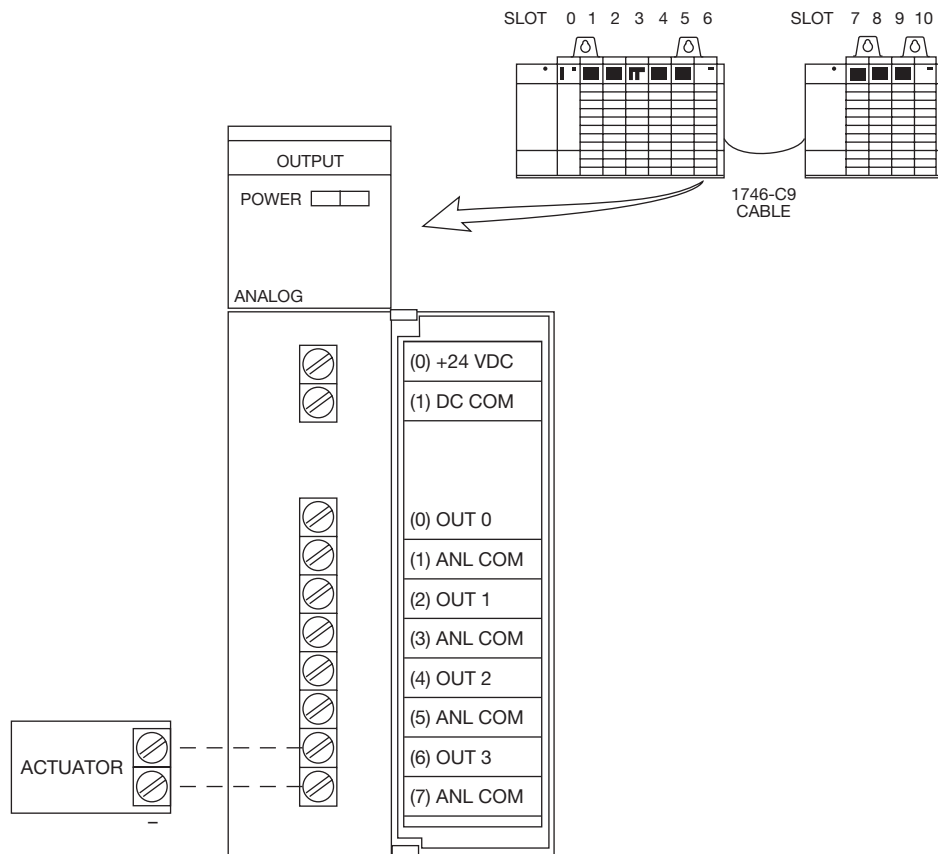 SLOT 0 1 2 3 4 5 6
SLOT 7 8 9 10
1746-C9
CABLE
OUTPUT
POWER
ANALOG
(0) +24 VDC
(1) DC COM
(0) OUT 0
(1) ANL COM
(2) OUT 1
(3) ANL COM
(4) OUT 2
(5) ANL COM
(6) OUT 3
(7) ANL COM
ACTUATOR
–